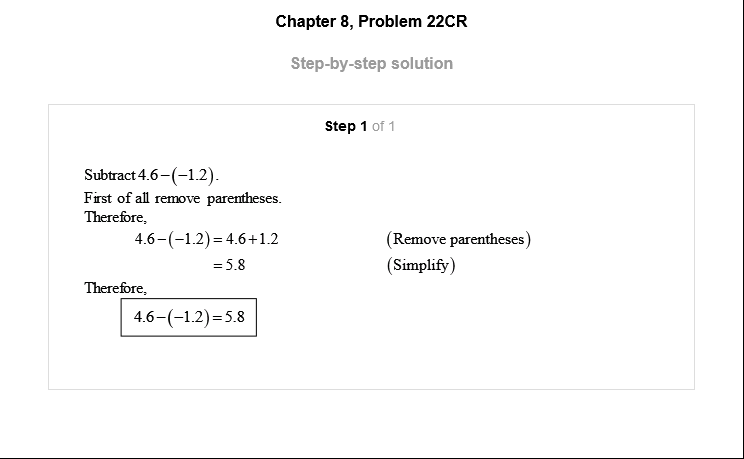 Chapter 8, Problem 22CR
Step-by-step solution
Step 1 of 1
Subtract 4.6−(−1.2).
First of all remove parentheses.
Therefore,
4.6−(−1.2)=4.6+1.2 (Remove parentheses)
=5.8 (Simplify)
Therefore,
4.6−(−1.2)=5.8